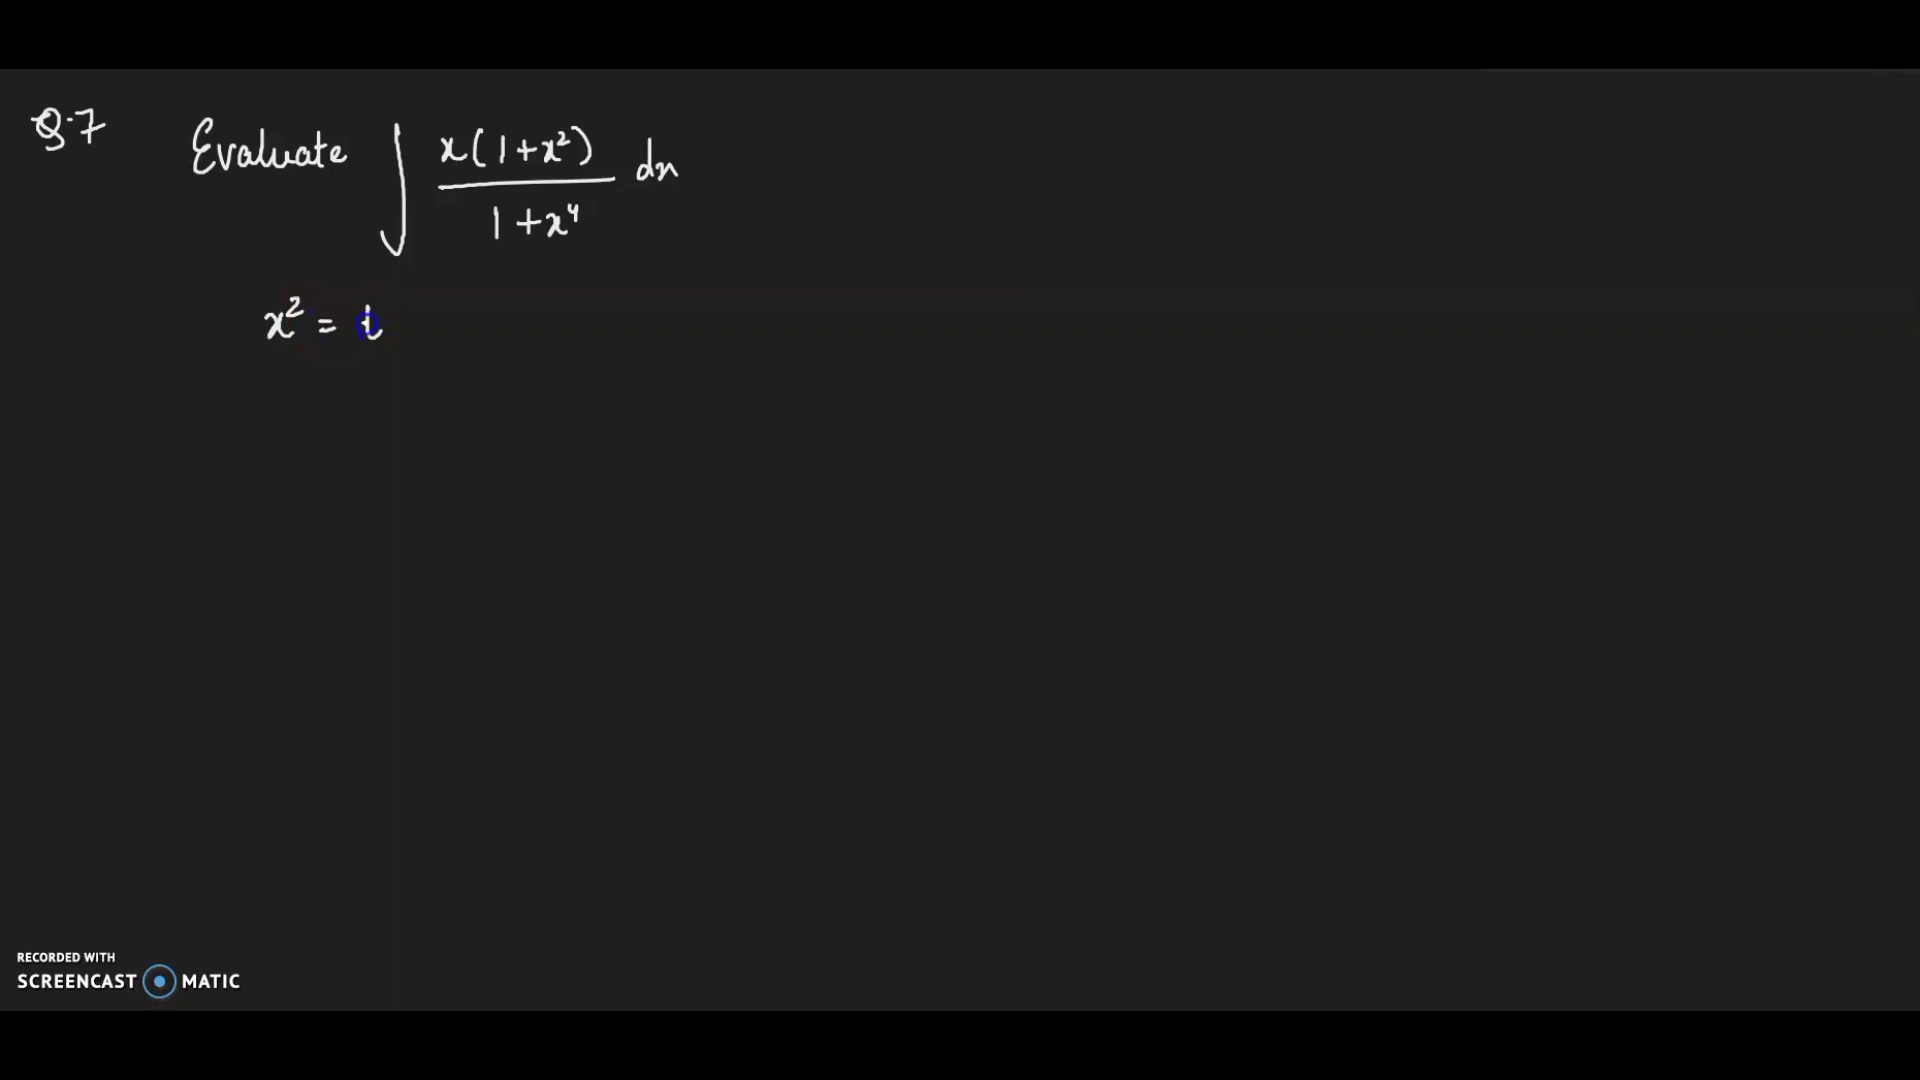 Q.7 Evaluate ∫ x(1+x²) / 1+x⁴ dx
x² = t
RECORDED WITH
SCREENCAST MATIC